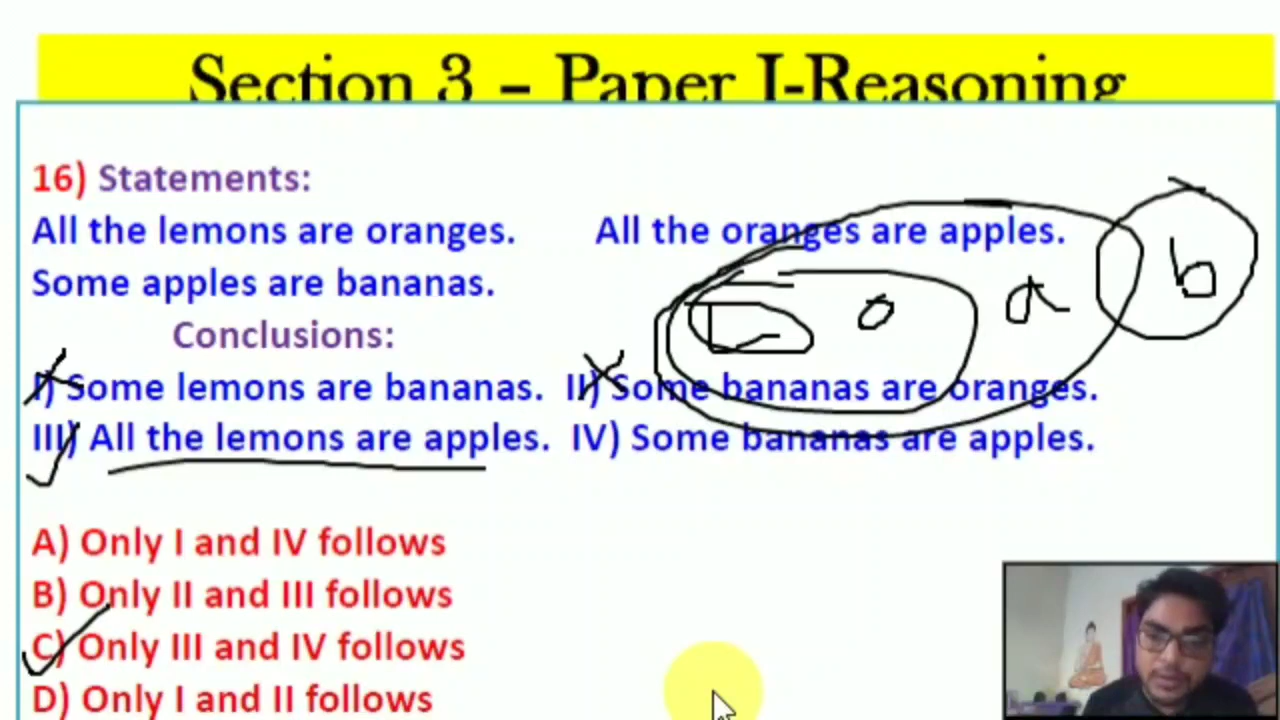 Section 3 – Paper I-Reasoning
16) Statements:
All the lemons are oranges. All the oranges are apples.
Some apples are bananas.
Conclusions:
I) Some lemons are bananas. II) Some bananas are oranges.
III) All the lemons are apples. IV) Some bananas are apples.
A) Only I and IV follows
B) Only II and III follows
C) Only III and IV follows
D) Only I and II follows
L o a b